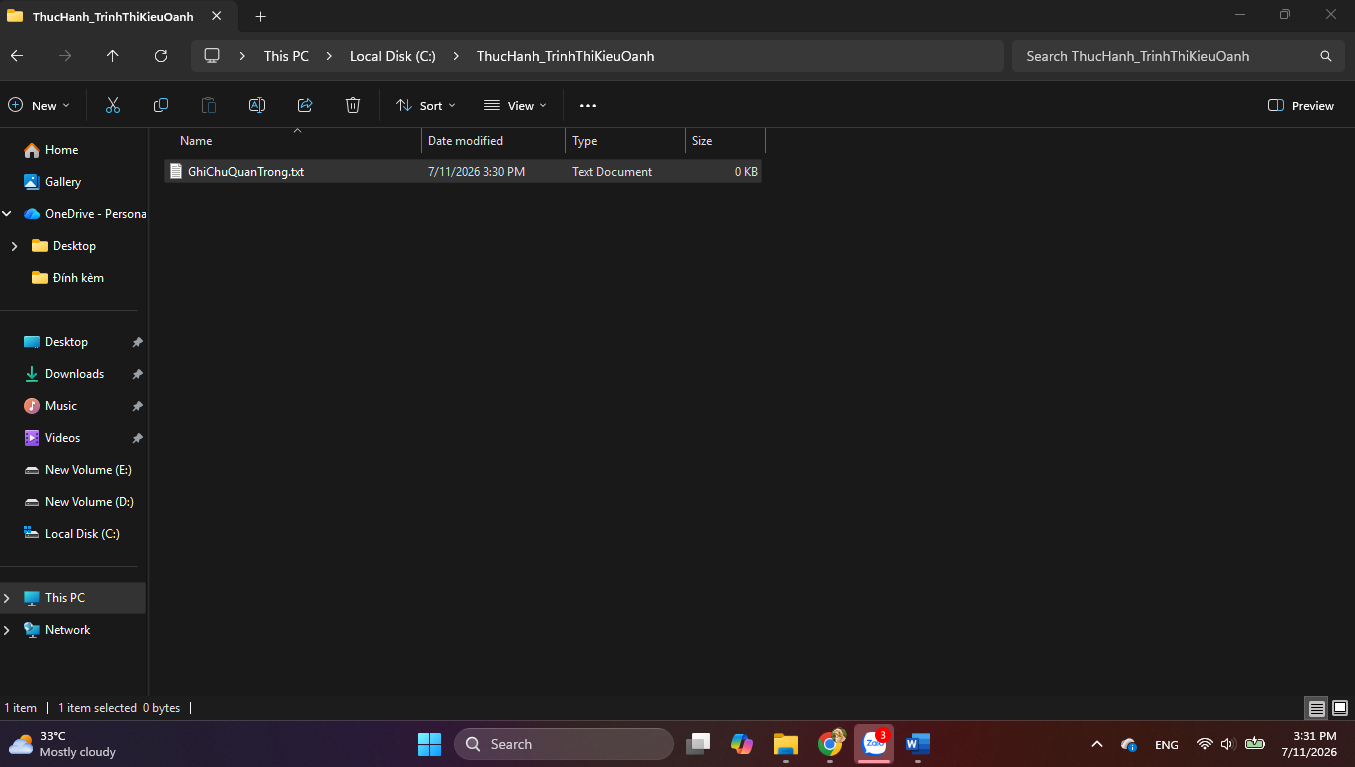 ThucHanh_TrinhThiKieuOanh
This PC
Local Disk (C:)
ThucHanh_TrinhThiKieuOanh
Search ThucHanh_TrinhThiKieuOanh
New
Sort
View
Preview
Name
Date modified
Type
Size
GhiChuQuanTrong.txt
7/11/2026 3:30 PM
Text Document
0 KB
Home
Gallery
OneDrive - Persona
Desktop
Đính kèm
Desktop
Downloads
Music
Videos
New Volume (E:)
New Volume (D:)
Local Disk (C:)
This PC
Network
1 item
1 item selected 0 bytes
33°C
Mostly cloudy
Search
Zalo
3
W
ENG
3:31 PM
7/11/2026